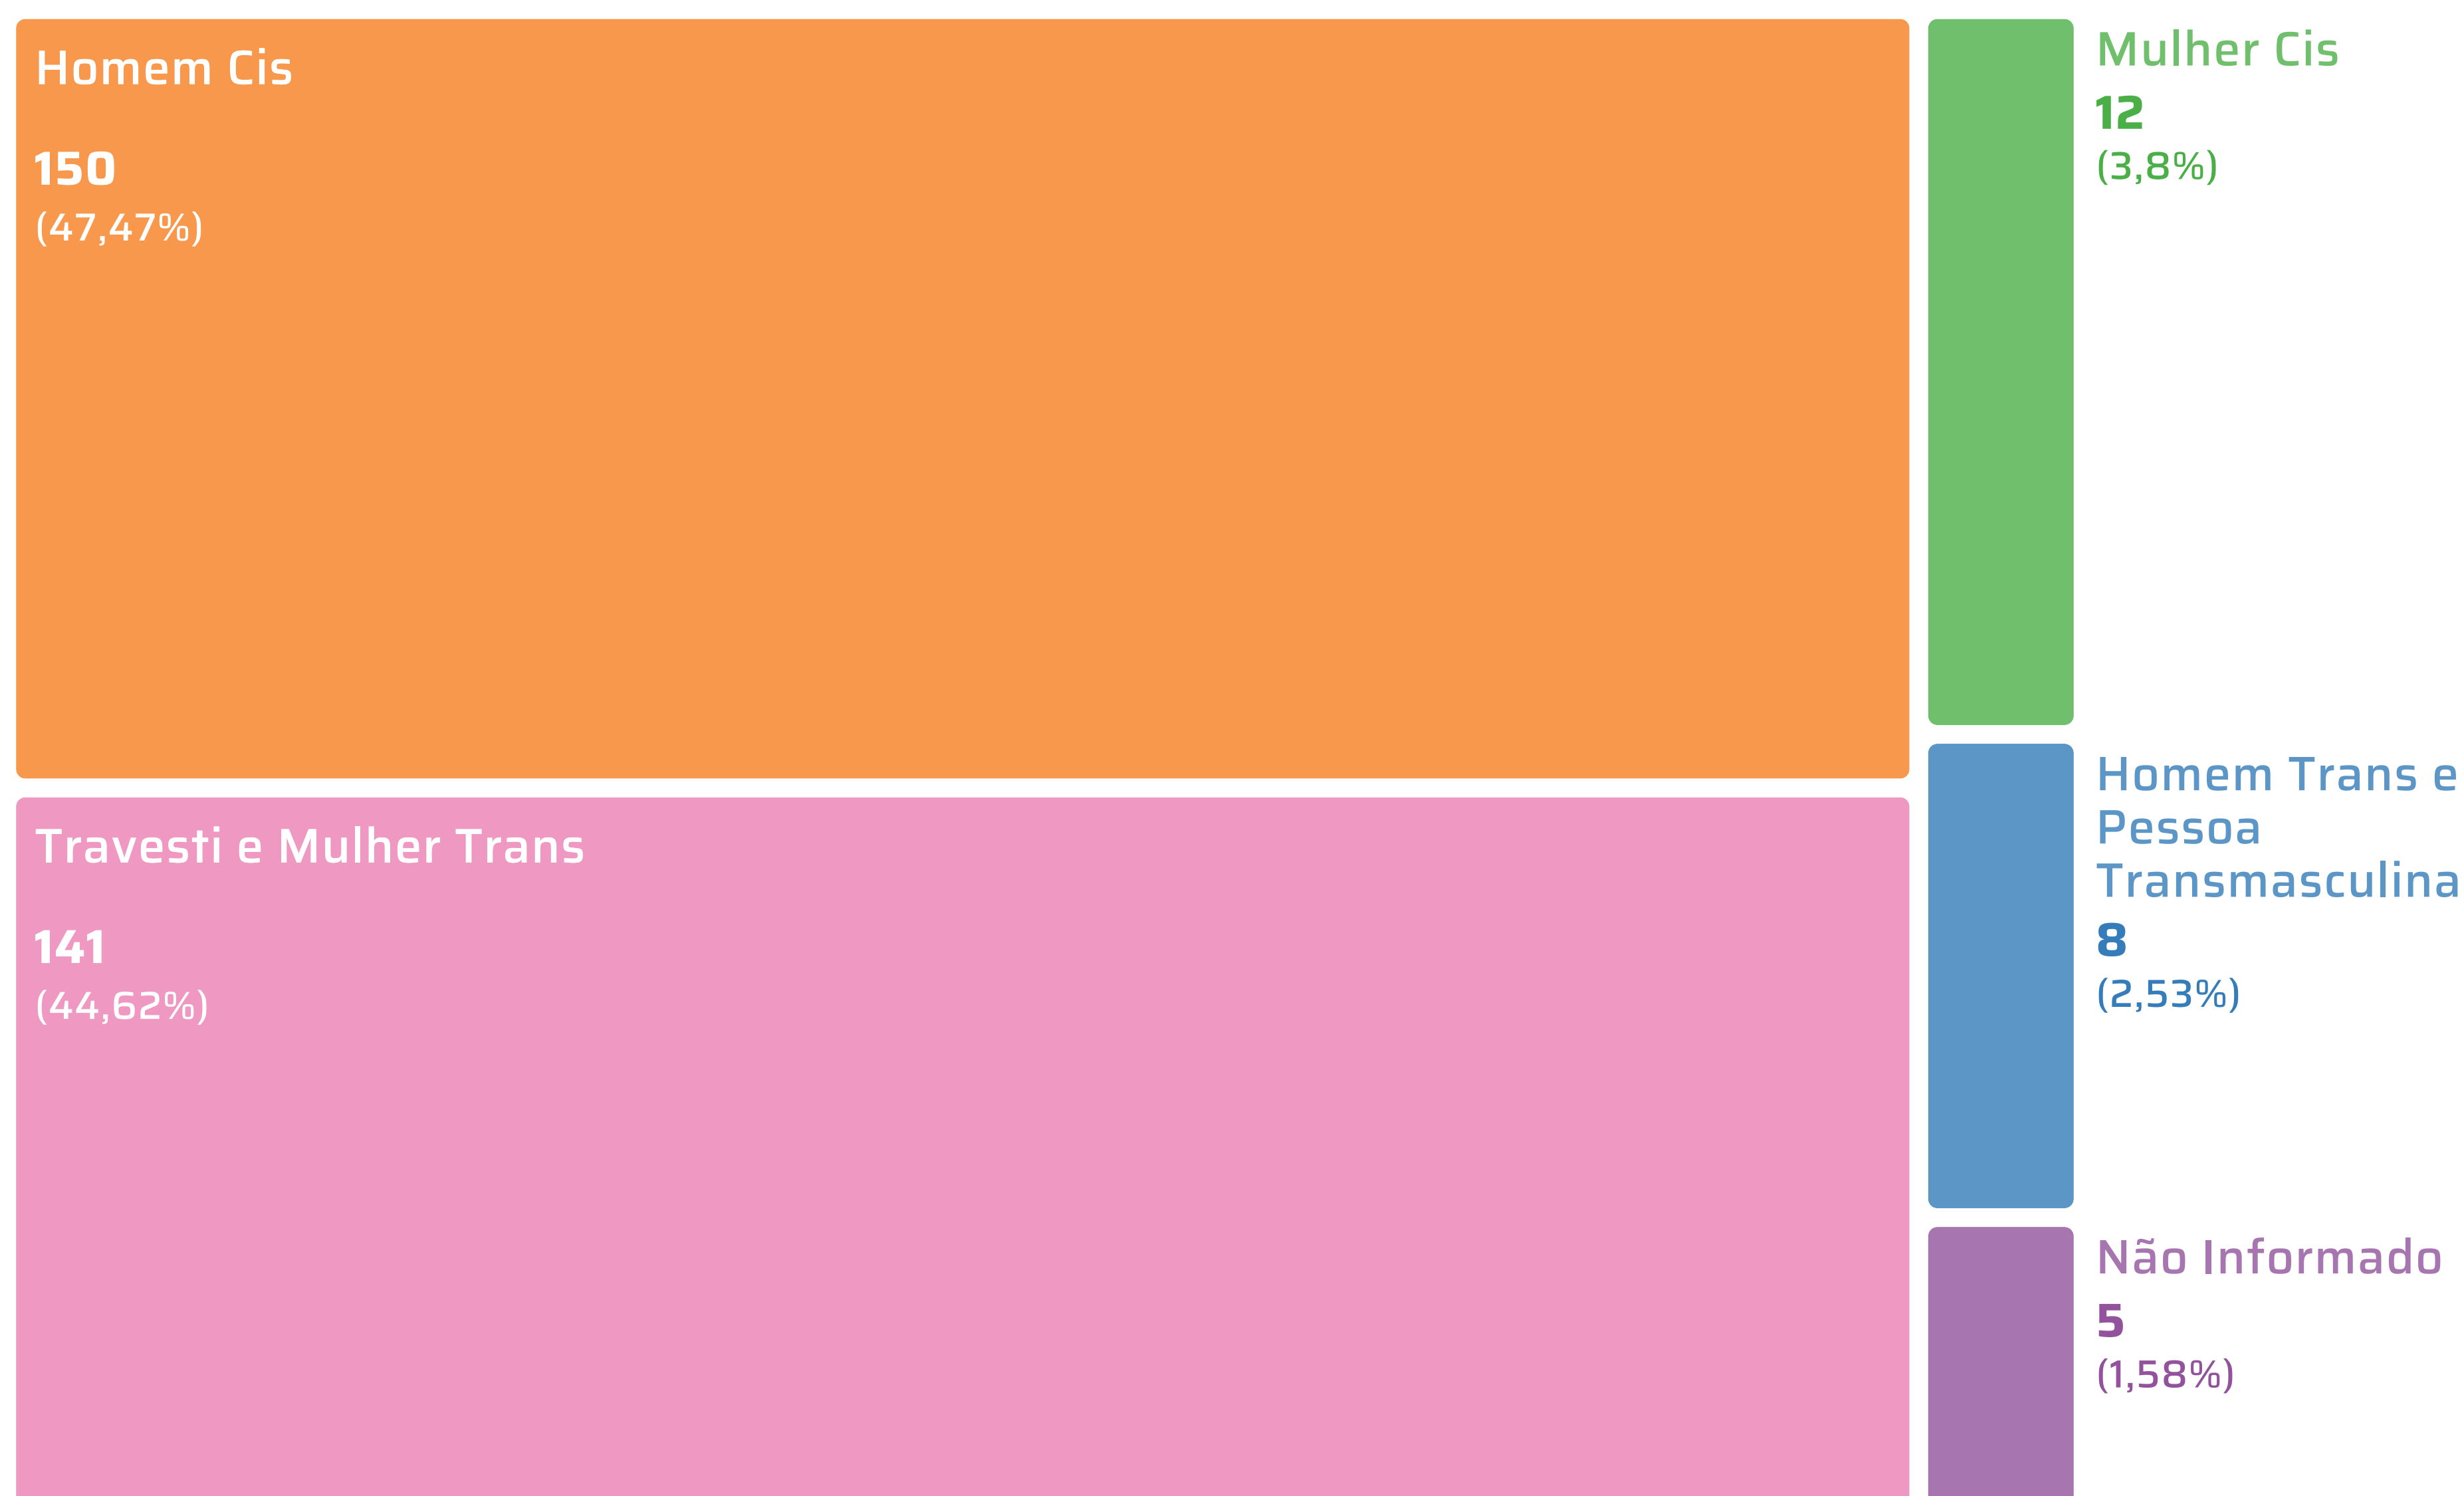 Homem Cis
150
(47,47%)
Travesti e Mulher Trans
141
(44,62%)
Mulher Cis
12
(3,8%)
Homem Trans e
Pessoa
Transmasculina
8
(2,53%)
Não Informado
5
(1,58%)